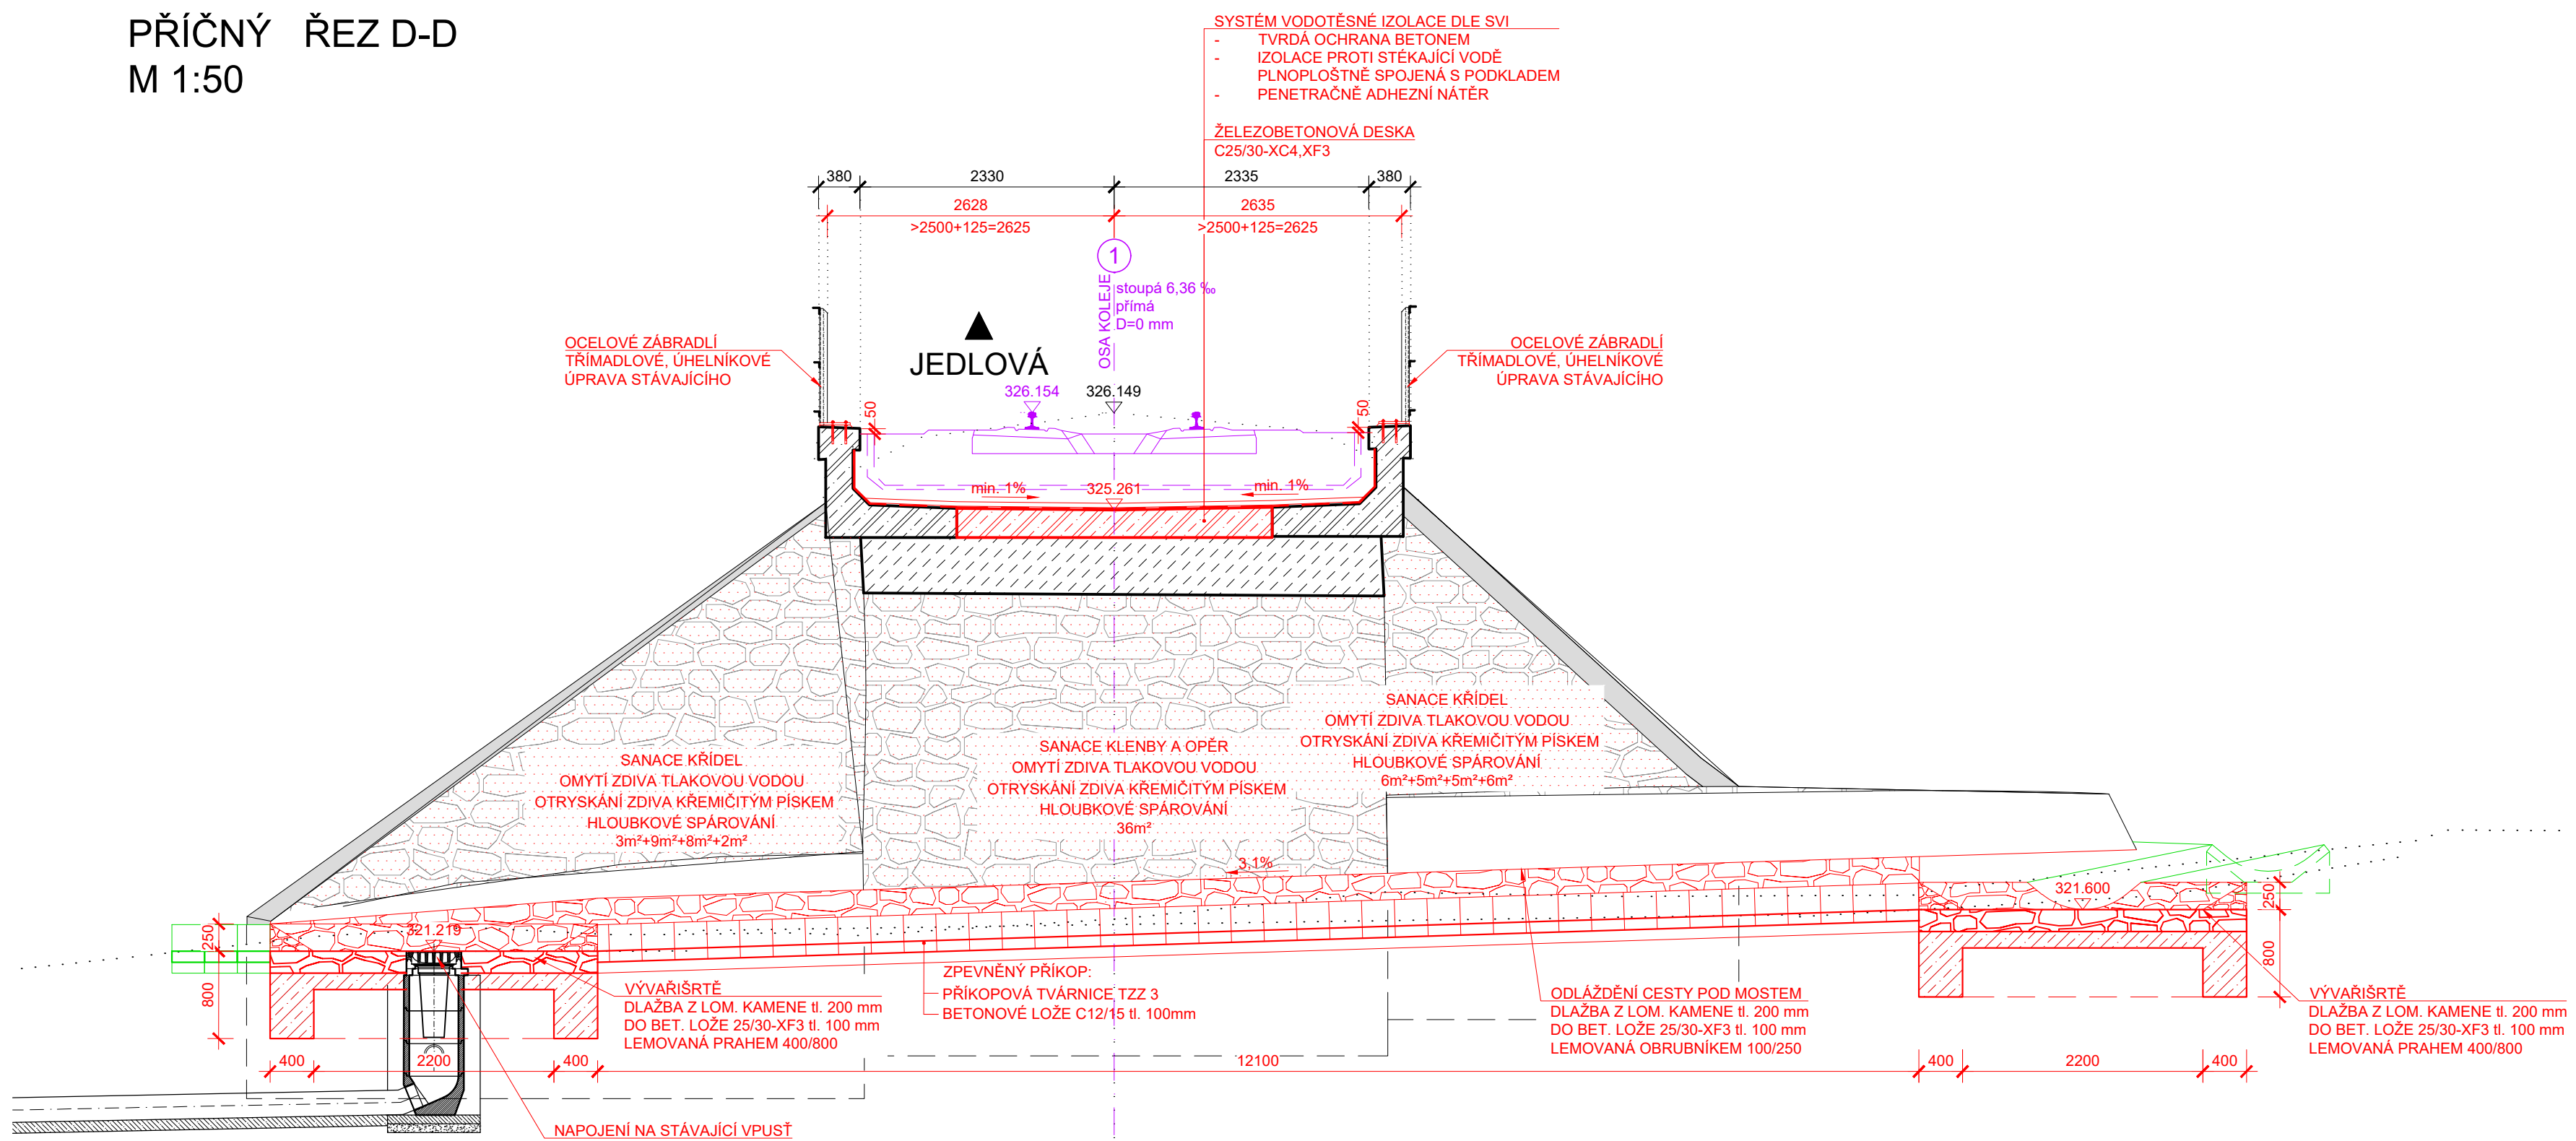 PŘÍČNÝ ŘEZ D-D
M 1:50
SYSTÉM VODOTĚSNÉ IZOLACE DLE SVI
- TVRDÁ OCHRANA BETONEM
- IZOLACE PROTI STÉKAJÍCÍ VODĚ
PLNOPLOŠTNĚ SPOJENÁ S PODKLADEM
- PENETRAČNĚ ADHEZNÍ NÁTĚR
ŽELEZOBETONOVÁ DESKA
C25/30-XC4,XF3
380 2330 2335 380
2628 2635
>2500+125=2625 >2500+125=2625
1
OSA KOLEJE
stoupá 6,36 ‰
přímá
D=0 mm
JEDLOVÁ
OCELOVÉ ZÁBRADLÍ
TŘÍMADLOVÉ, ÚHELNÍKOVÉ
ÚPRAVA STÁVAJÍCÍHO
OCELOVÉ ZÁBRADLÍ
TŘÍMADLOVÉ, ÚHELNÍKOVÉ
ÚPRAVA STÁVAJÍCÍHO
326.154 326.149
50 50
min. 1% 325.261 min. 1%
SANACE KŘÍDEL
OMYTÍ ZDIVA TLAKOVOU VODOU
OTRYSKÁNÍ ZDIVA KŘEMIČITÝM PÍSKEM
HLOUBKOVÉ SPÁROVÁNÍ
3m²+9m²+8m²+2m²
SANACE KLENBY A OPĚR
OMYTÍ ZDIVA TLAKOVOU VODOU
OTRYSKÁNÍ ZDIVA KŘEMIČITÝM PÍSKEM
HLOUBKOVÉ SPÁROVÁNÍ
36m²
SANACE KŘÍDEL
OMYTÍ ZDIVA TLAKOVOU VODOU
OTRYSKÁNÍ ZDIVA KŘEMIČITÝM PÍSKEM
HLOUBKOVÉ SPÁROVÁNÍ
6m²+5m²+5m²+6m²
3,1%
321.600
250
800
321.219
250
800
VÝVAŘIŠRTĚ
DLAŽBA Z LOM. KAMENE tl. 200 mm
DO BET. LOŽE 25/30-XF3 tl. 100 mm
LEMOVANÁ PRAHEM 400/800
ZPEVNĚNÝ PŘÍKOP:
PŘÍKOPOVÁ TVÁRNICE TZZ 3
BETONOVÉ LOŽE C12/15 tl. 100mm
ODLÁŽDĚNÍ CESTY POD MOSTEM
DLAŽBA Z LOM. KAMENE tl. 200 mm
DO BET. LOŽE 25/30-XF3 tl. 100 mm
LEMOVANÁ OBRUBNÍKEM 100/250
VÝVAŘIŠRTĚ
DLAŽBA Z LOM. KAMENE tl. 200 mm
DO BET. LOŽE 25/30-XF3 tl. 100 mm
LEMOVANÁ PRAHEM 400/800
400 2200 400 12100 400 2200 400
NAPOJENÍ NA STÁVAJÍCÍ VPUSŤ